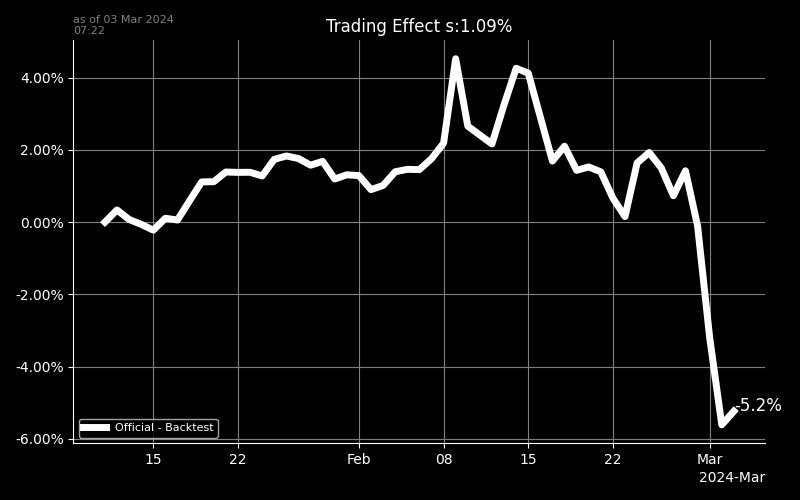 as of 03 Mar 2024
07:22
Trading Effect s:1.09%
4.00%
2.00%
0.00%
-2.00%
-4.00%
-6.00%
-5.2%
Official - Backtest
15
22
Feb
08
15
22
Mar
2024-Mar